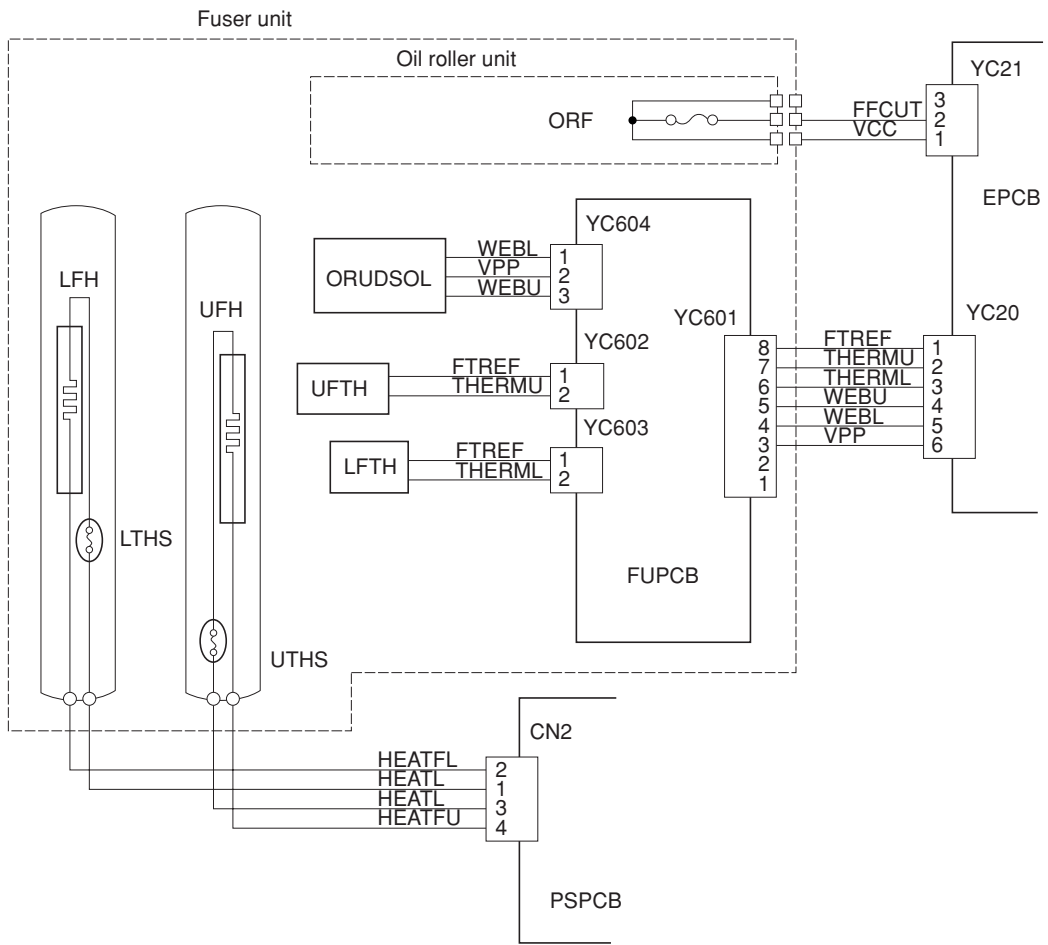 Fuser unit
Oil roller unit
ORF
FFCUT
VCC
YC21
3
2
1
EPCB
LFH
UFH
LTHS
UTHS
ORUDSOL
WEBL
VPP
WEBU
YC604
1
2
3
UFTH
FTREF
THERMU
YC602
1
2
LFTH
FTREF
THERML
YC603
1
2
FUPCB
YC601
8
7
6
5
4
3
2
1
FTREF
THERMU
THERML
WEBU
WEBL
VPP
YC20
1
2
3
4
5
6
CN2
HEATFL
HEATL
HEATL
HEATFU
2
1
3
4
PSPCB